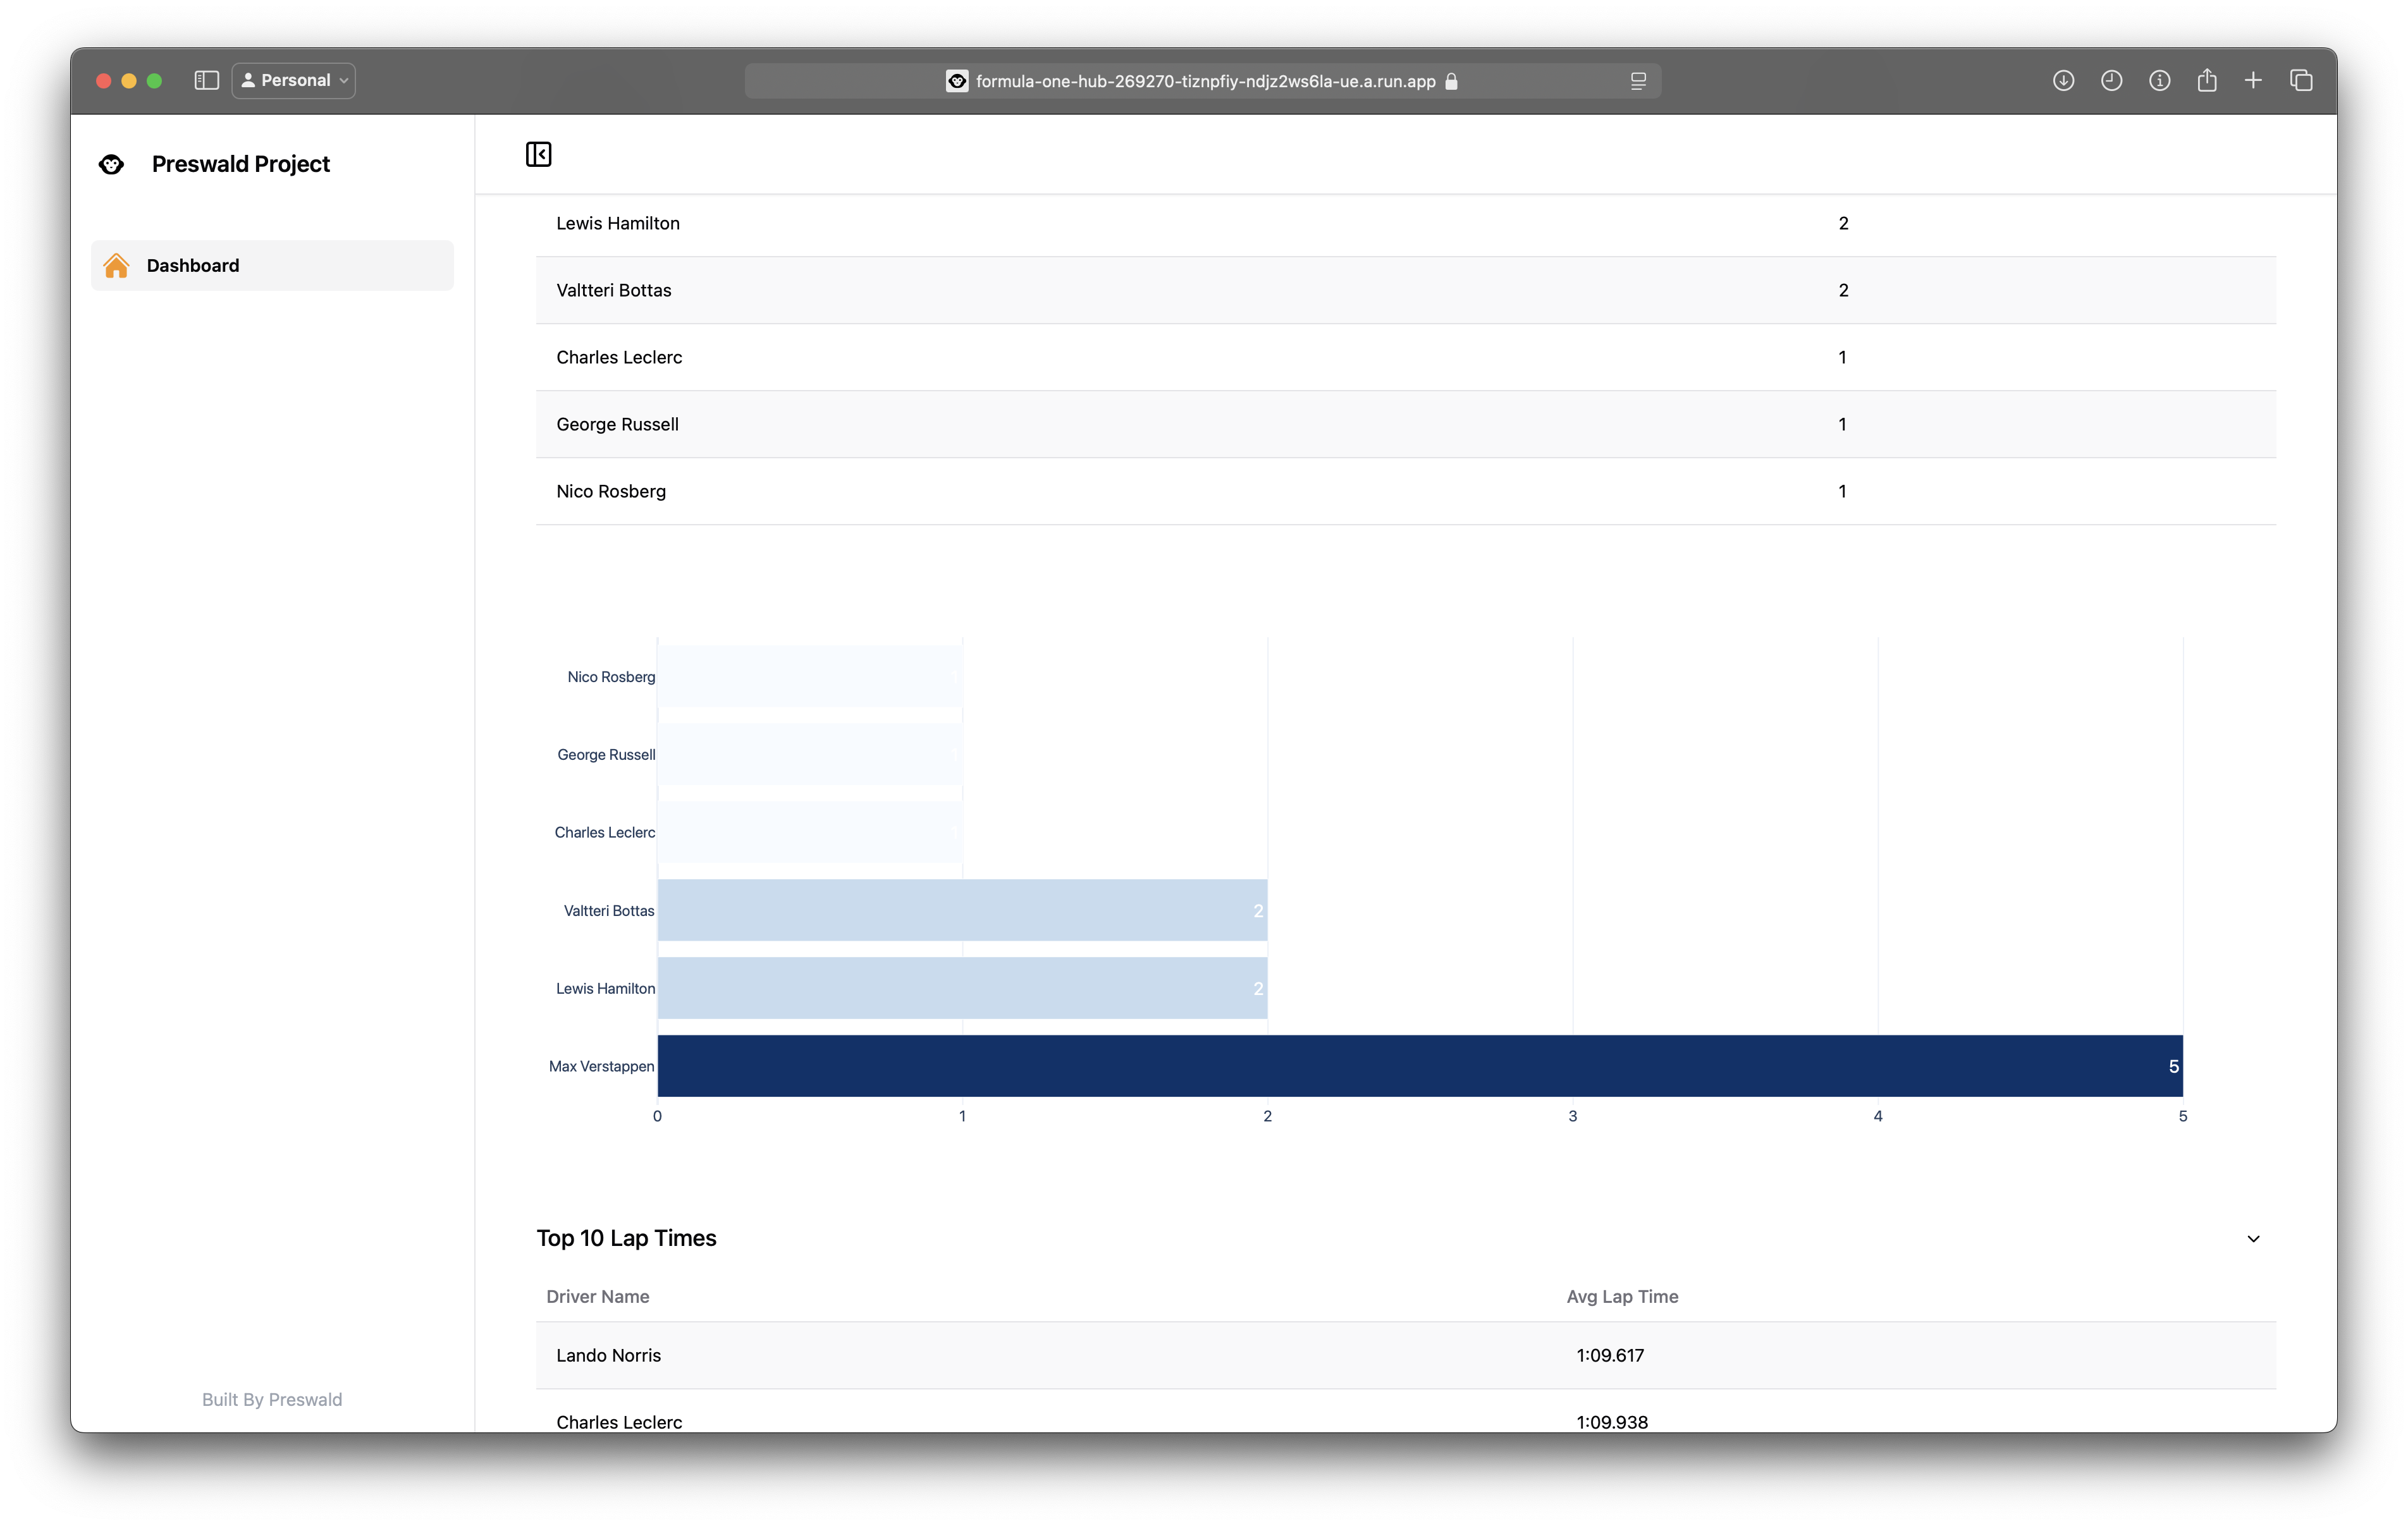 Personal
formula-one-hub-269270-tiznpfiy-ndjz2ws6la-ue.a.run.app
Preswald Project
Dashboard
Lewis Hamilton 2
Valtteri Bottas 2
Charles Leclerc 1
George Russell 1
Nico Rosberg 1
Nico Rosberg
George Russell
Charles Leclerc
Valtteri Bottas 2
Lewis Hamilton 2
Max Verstappen 5
0 1 2 3 4 5
Top 10 Lap Times
Driver Name Avg Lap Time
Lando Norris 1:09.617
Charles Leclerc 1:09.938
Built By Preswald